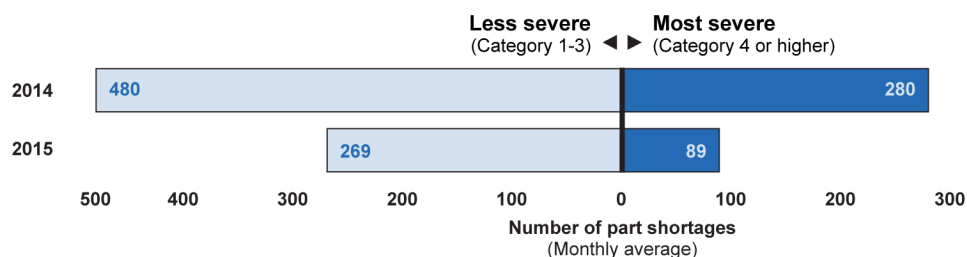 Less severe
(Category 1-3)
Most severe
(Category 4 or higher)
2014
480
280
2015
269
89
500 400 300 200 100 0 100 200 300
Number of part shortages
(Monthly average)